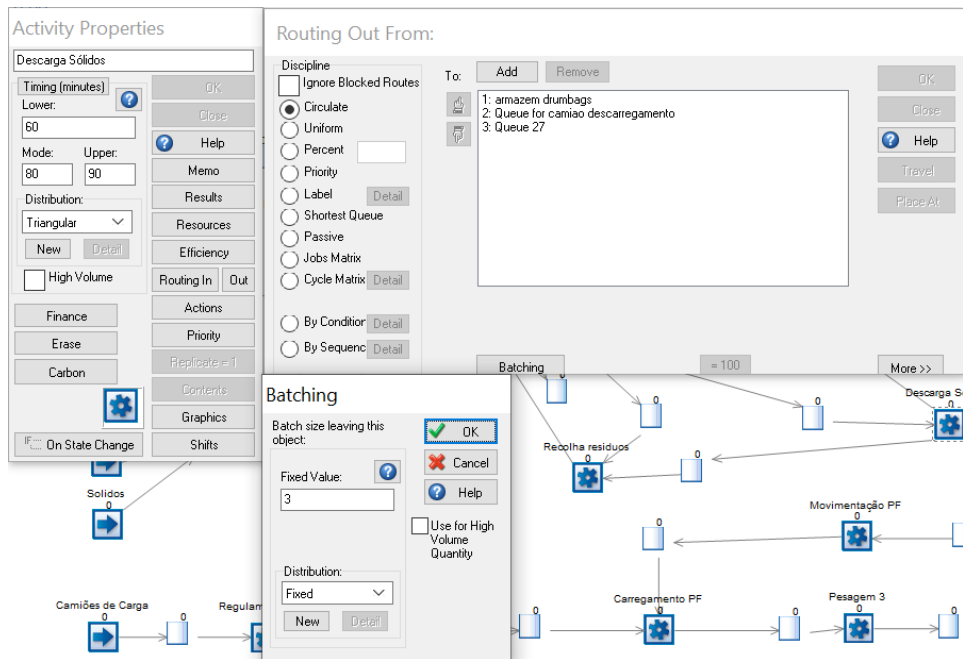 Activity Properties
Descarga Sólidos
Timing (minutes)
Lower:
60
Mode:
Upper:
80
90
Distribution:
Triangular
New
Detail
High Volume
Finance
Erase
Carbon
IF
On State Change
OK
Close
Help
Memo
Results
Resources
Efficiency
Routing In
Out
Actions
Priority
Replicate = 1
Contents
Graphics
Shifts
Routing Out From:
Discipline
Ignore Blocked Routes
Circulate
Uniform
Percent
Priority
Label
Detail
Shortest Queue
Passive
Jobs Matrix
Cycle Matrix
Detail
By Condition
Detail
By Sequenc
Detail
To:
Add
Remove
1: armazem drumbags
2: Queue for camiao descarregamento
3: Queue 27
OK
Close
Help
Travel
Place At
Batching
= 100
More >>
Batching
Batch size leaving this
object:
Fixed Value:
3
Distribution:
Fixed
New
Detail
OK
Cancel
Help
Use for High
Volume
Quantity
0
0
0
Descarga Só
0
Recolha residuos
0
0
Solidos
0
Movimentação PF
0
0
0
Camiões de Carga
0
0
Regulam
0
0
Carregamento PF
0
0
Pesagem 3
0
0